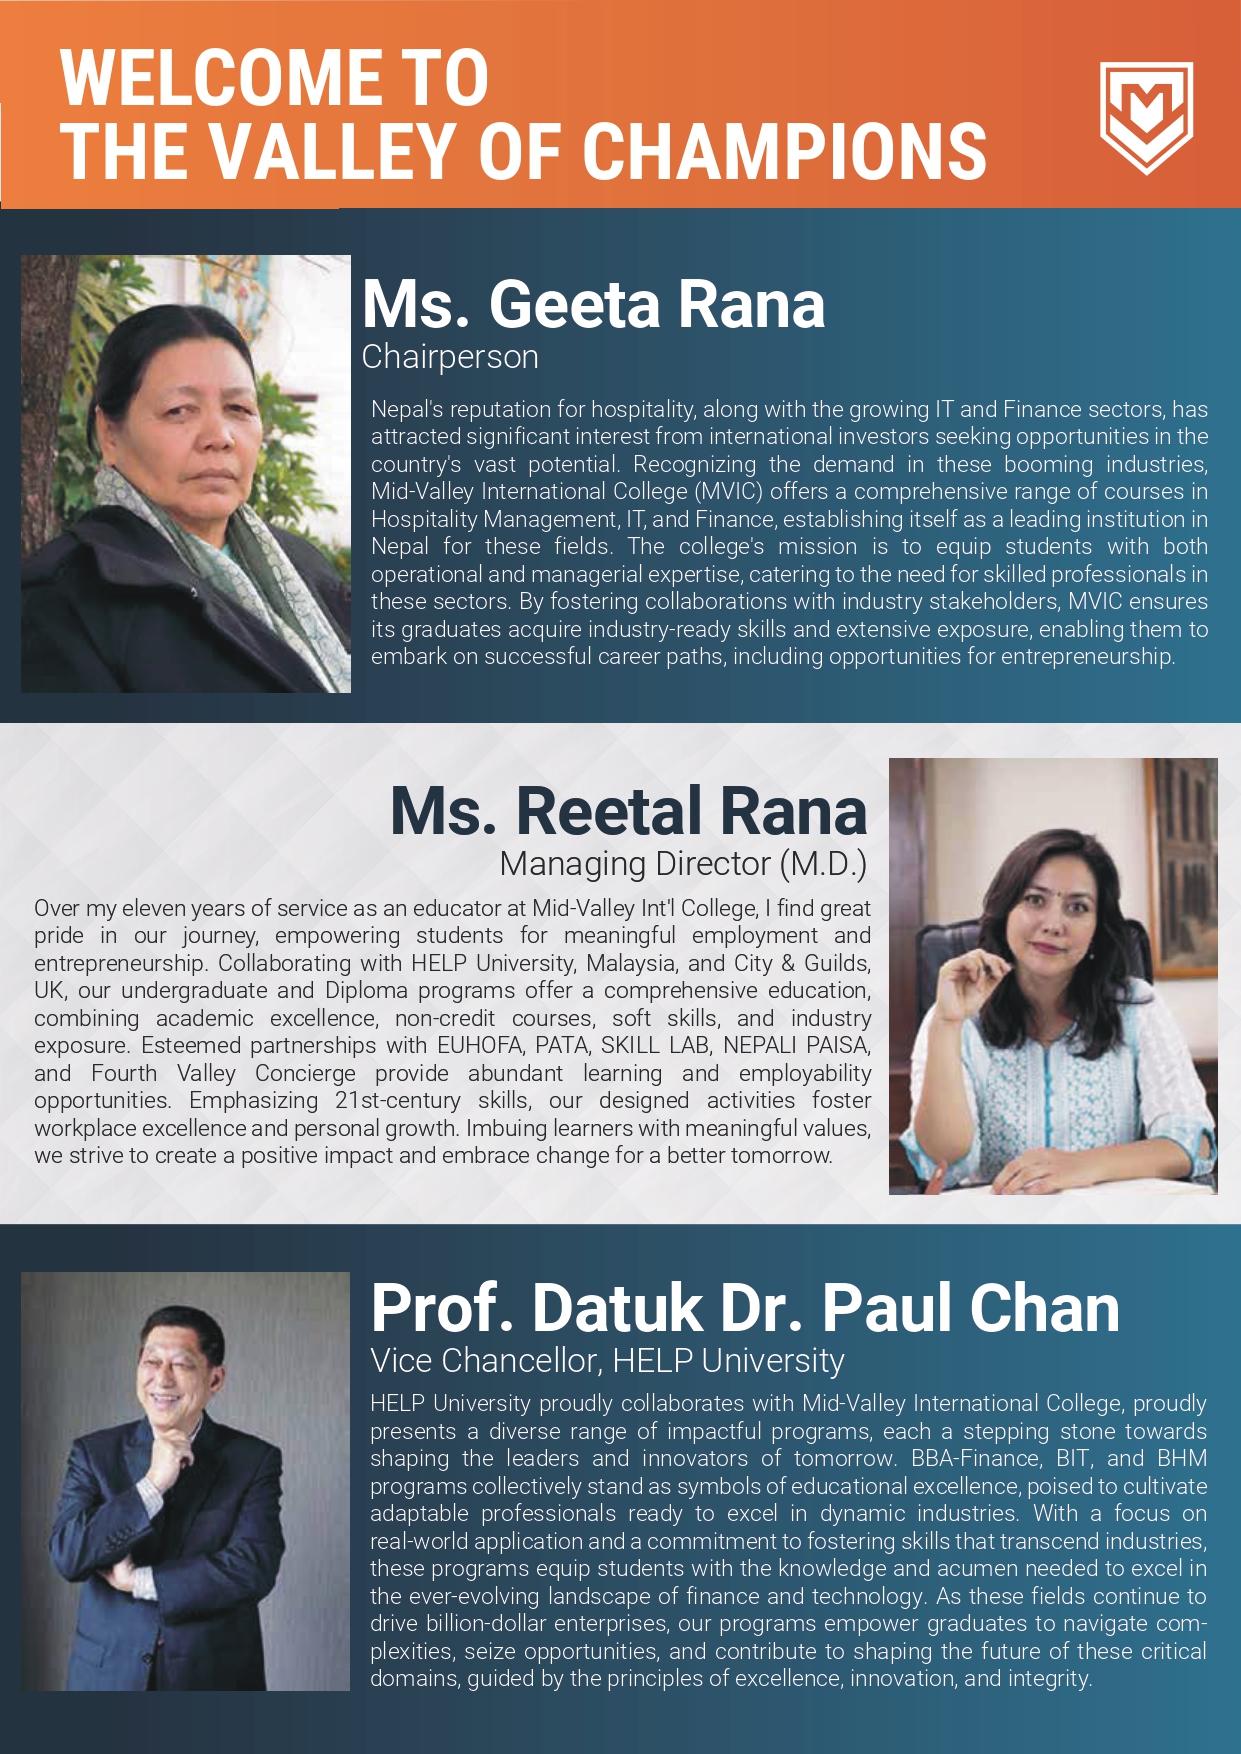 WELCOME TO
THE VALLEY OF CHAMPIONS
Ms. Geeta Rana
Chairperson
Nepal's reputation for hospitality, along with the growing IT and Finance sectors, has
attracted significant interest from international investors seeking opportunities in the
country's vast potential. Recognizing the demand in these booming industries,
Mid-Valley International College (MVIC) offers a comprehensive range of courses in
Hospitality Management, IT, and Finance, establishing itself as a leading institution in
Nepal for these fields. The college's mission is to equip students with both
operational and managerial expertise, catering to the need for skilled professionals in
these sectors. By fostering collaborations with industry stakeholders, MVIC ensures
its graduates acquire industry-ready skills and extensive exposure, enabling them to
embark on successful career paths, including opportunities for entrepreneurship.
Ms. Reetal Rana
Managing Director (M.D.)
Over my eleven years of service as an educator at Mid-Valley Int'l College, I find great
pride in our journey, empowering students for meaningful employment and
entrepreneurship. Collaborating with HELP University, Malaysia, and City & Guilds,
UK, our undergraduate and Diploma programs offer a comprehensive education,
combining academic excellence, non-credit courses, soft skills, and industry
exposure. Esteemed partnerships with EUHOFA, PATA, SKILL LAB, NEPALI PAISA,
and Fourth Valley Concierge provide abundant learning and employability
opportunities. Emphasizing 21st-century skills, our designed activities foster
workplace excellence and personal growth. Imbuing learners with meaningful values,
we strive to create a positive impact and embrace change for a better tomorrow.
Prof. Datuk Dr. Paul Chan
Vice Chancellor, HELP University
HELP University proudly collaborates with Mid-Valley International College, proudly
presents a diverse range of impactful programs, each a stepping stone towards
shaping the leaders and innovators of tomorrow. BBA-Finance, BIT, and BHM
programs collectively stand as symbols of educational excellence, poised to cultivate
adaptable professionals ready to excel in dynamic industries. With a focus on
real-world application and a commitment to fostering skills that transcend industries,
these programs equip students with the knowledge and acumen needed to excel in
the ever-evolving landscape of finance and technology. As these fields continue to
drive billion-dollar enterprises, our programs empower graduates to navigate com-
plexities, seize opportunities, and contribute to shaping the future of these critical
domains, guided by the principles of excellence, innovation, and integrity.